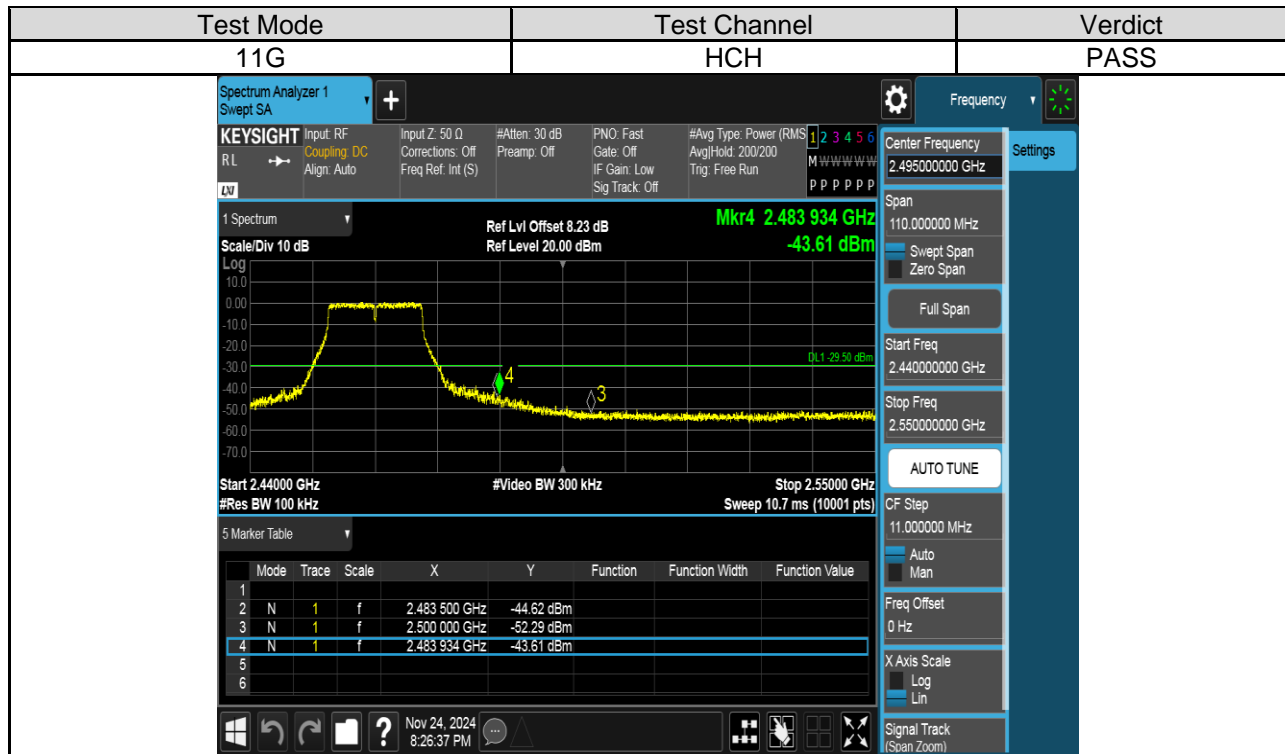 Test Mode Test Channel Verdict
11G HCH PASS
Spectrum Analyzer 1
Swept SA
+
Frequency
KEYSIGHT Input: RF Input Z: 50 Ω #Atten: 30 dB PNO: Fast #Avg Type: Power (RMS 1 2 3 4 5 6
RL Coupling: DC Corrections: Off Preamp: Off Gate: Off Avg|Hold: 200/200 M W W W W W
Align: Auto Freq Ref: Int (S) IF Gain: Low Trig: Free Run
LXI Sig Track: Off P P P P P P
1 Spectrum
Ref Lvl Offset 8.23 dB
Mkr4 2.483 934 GHz
Scale/Div 10 dB Ref Level 20.00 dBm -43.61 dBm
Log
10.0
0.00
-10.0
-20.0
DL1 -29.50 dBm
-30.0
4
-40.0
3
-50.0
-60.0
-70.0
Start 2.44000 GHz #Video BW 300 kHz Stop 2.55000 GHz
#Res BW 100 kHz Sweep 10.7 ms (10001 pts)
5 Marker Table
Mode Trace Scale X Y Function Function Width Function Value
1
2 N 1 f 2.483 500 GHz -44.62 dBm
3 N 1 f 2.500 000 GHz -52.29 dBm
4 N 1 f 2.483 934 GHz -43.61 dBm
5
6
?
Nov 24, 2024
8:26:37 PM
Center Frequency
2.495000000 GHz
Settings
Span
110.000000 MHz
Swept Span
Zero Span
Full Span
Start Freq
2.440000000 GHz
Stop Freq
2.550000000 GHz
AUTO TUNE
CF Step
11.000000 MHz
Auto
Man
Freq Offset
0 Hz
X Axis Scale
Log
Lin
Signal Track
(Span Zoom)